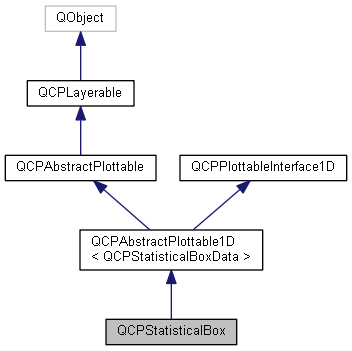 QObject
QCPLayerable
QCPAbstractPlottable
QCPPlottableInterface1D
QCPAbstractPlottable1D
< QCPStatisticalBoxData >
QCPStatisticalBox